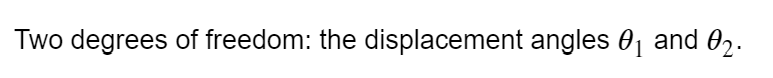 Two degrees of freedom: the displacement angles θ₁ and θ₂.